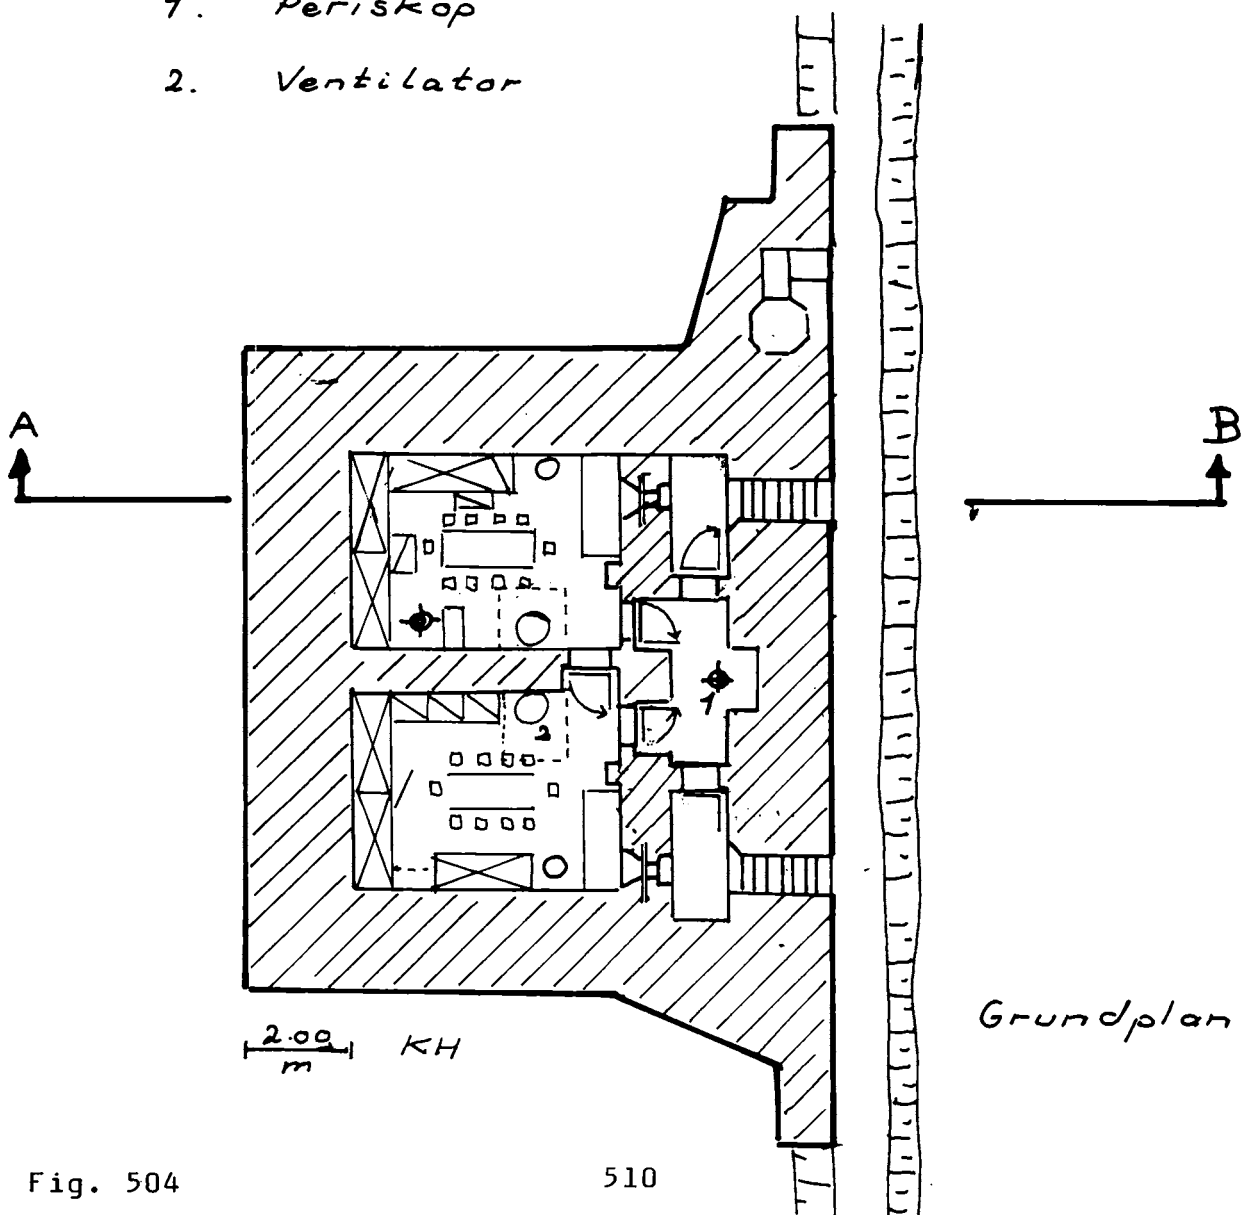 1. Periskop
2. Ventilator
A
B
1
2
2.00
m
KH
Grundplan
Fig. 504
510